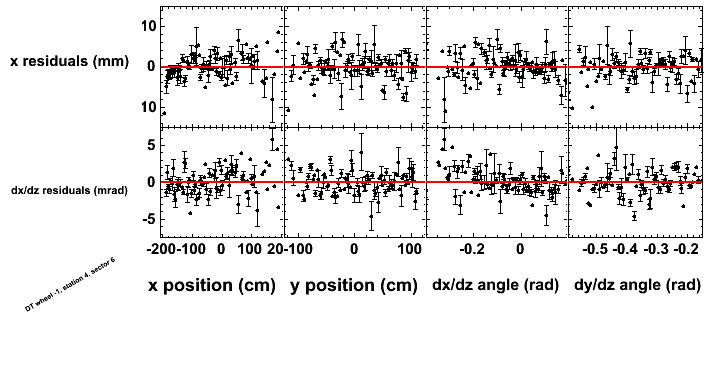 10
x residuals (mm)
0
10
5
dx/dz residuals (mrad)
0
-5
-200 -100 0 100 20 -100 0 100 -0.2 0 -0.5 -0.4 -0.3 -0.2
x position (cm) y position (cm) dx/dz angle (rad) dy/dz angle (rad)
DT wheel -1, station 4, sector 6